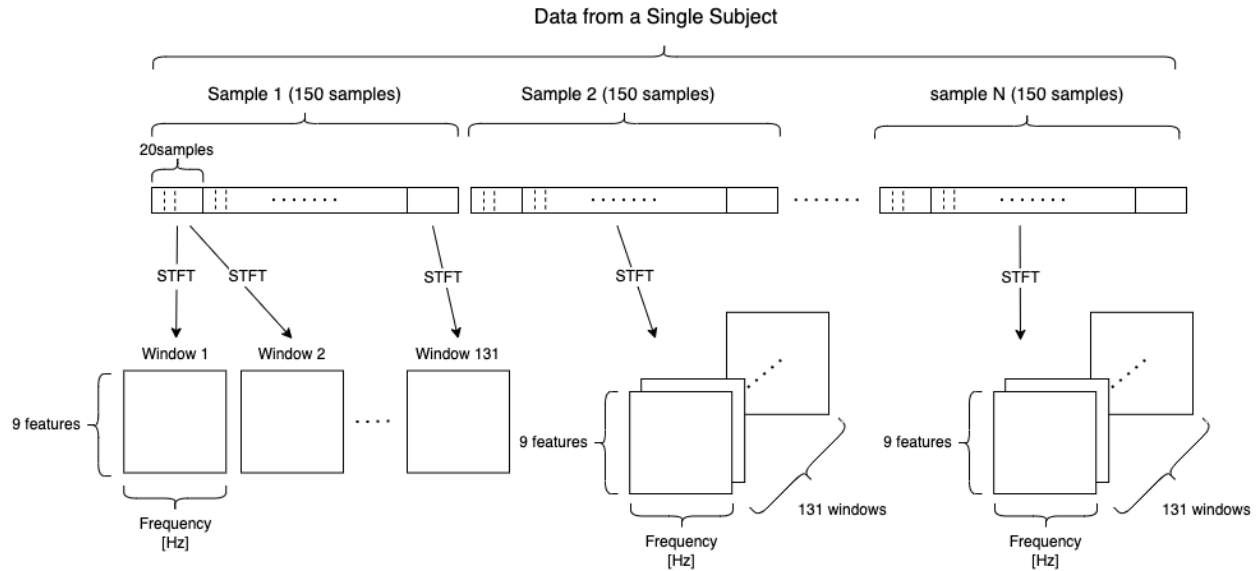 Data from a Single Subject
Sample 1 (150 samples)
Sample 2 (150 samples)
sample N (150 samples)
20samples
STFT
STFT
STFT
STFT
STFT
Window 1
Window 2
Window 131
9 features
9 features
9 features
131 windows
131 windows
Frequency
[Hz]
Frequency
[Hz]
Frequency
[Hz]